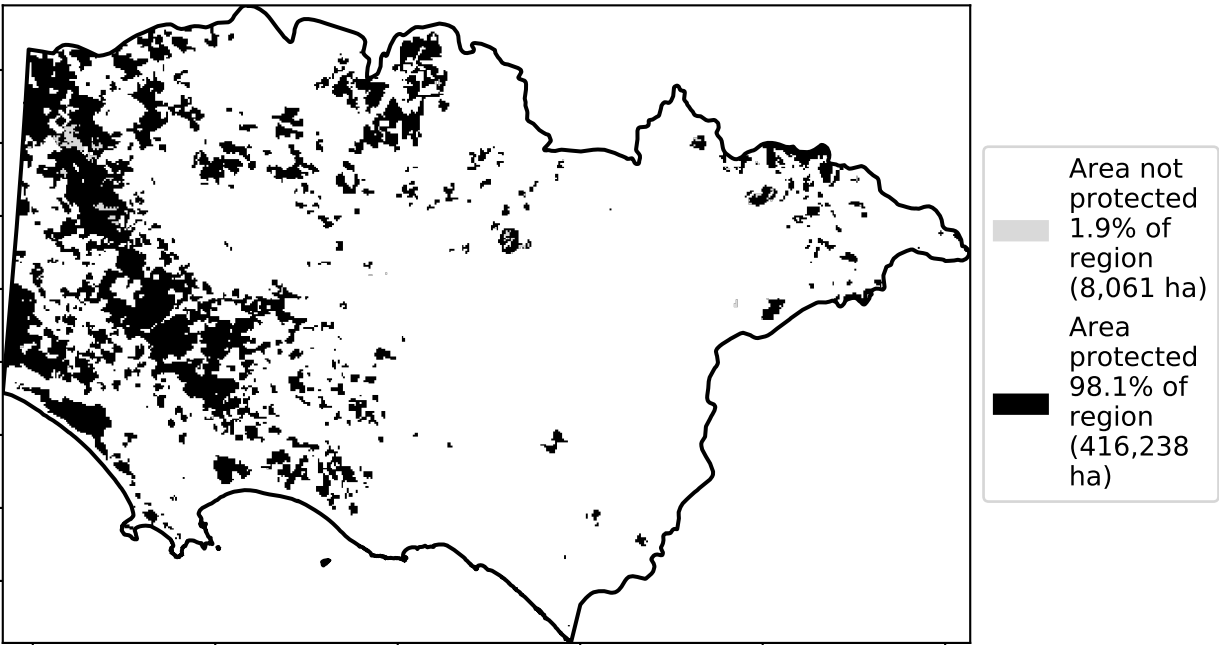 Area not
protected
1.9% of
region
(8,061 ha)
Area
protected
98.1% of
region
(416,238
ha)